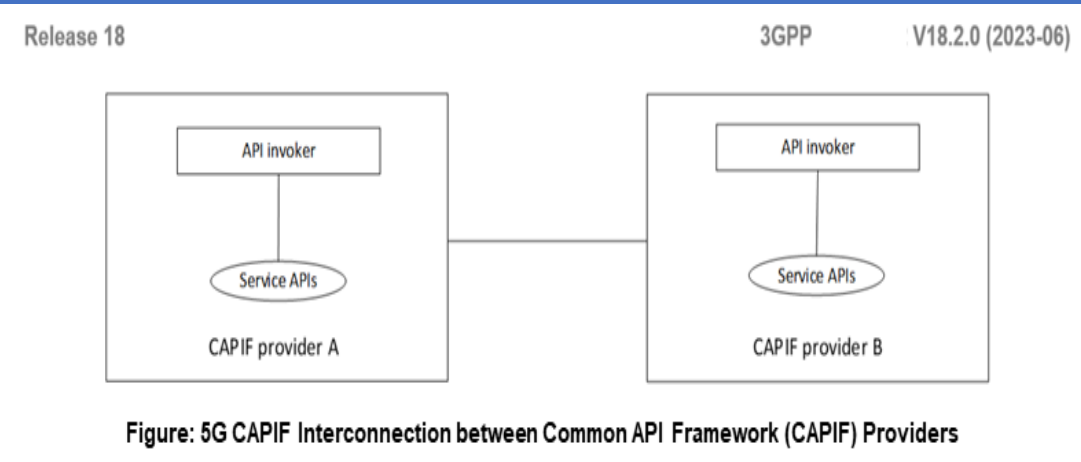 Release 18 3GPP V18.2.0 (2023-06)
API invoker API invoker
Service APIs Service APIs
CAPIF provider A CAPIF provider B
Figure: 5G CAPIF Interconnection between Common API Framework (CAPIF) Providers